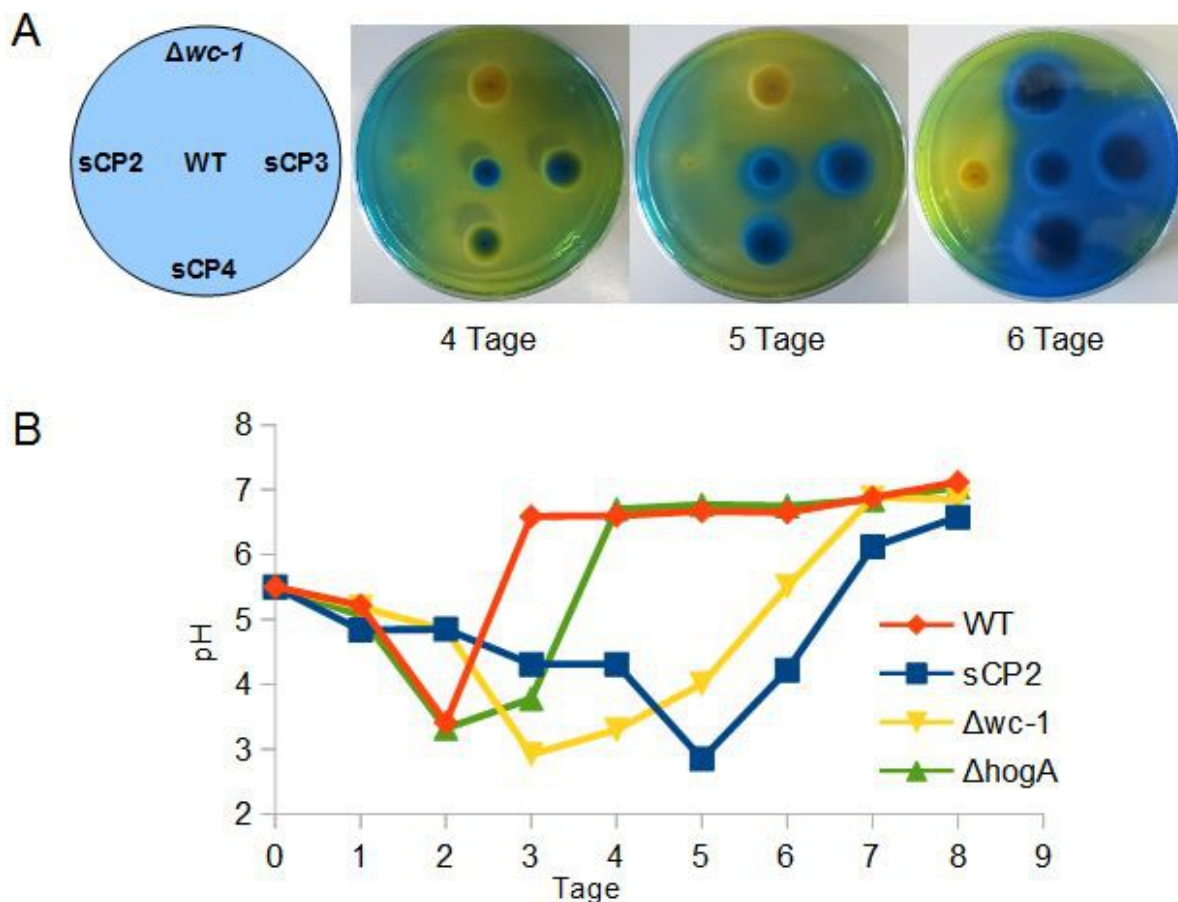 A
Δwc-1
sCP2 WT sCP3
sCP4
4 Tage 5 Tage 6 Tage
B
8
7
6
5
4
3
2
pH
0 1 2 3 4 5 6 7 8 9
Tage
WT
sCP2
Δwc-1
ΔhogA